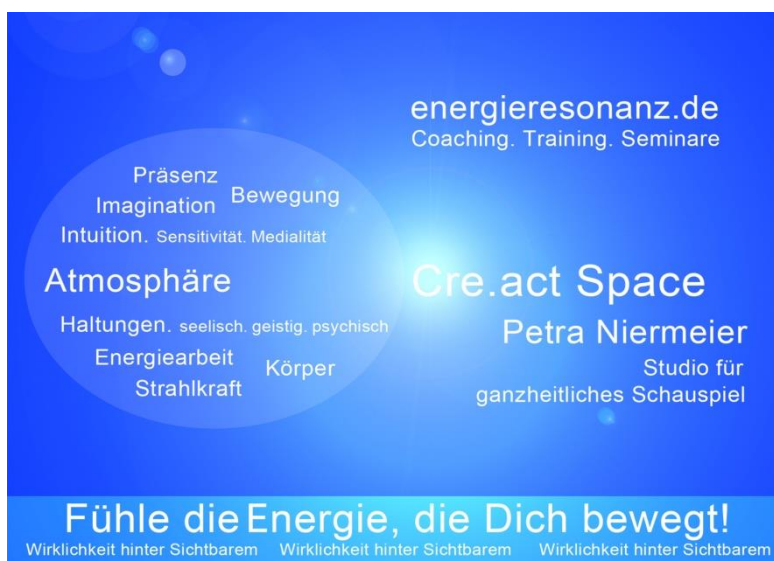 energieresonanz.de
Coaching. Training. Seminare
Präsenz
Bewegung
Imagination
Intuition. Sensitivität. Medialität
Atmosphäre
Haltungen. seelisch. geistig. psychisch
Energiearbeit
Körper
Strahlkraft
Cre.act Space
Petra Niermeier
Studio für
ganzheitliches Schauspiel
Fühle die Energie, die Dich bewegt!
Wirklichkeit hinter Sichtbarem Wirklichkeit hinter Sichtbarem Wirklichkeit hinter Sichtbarem